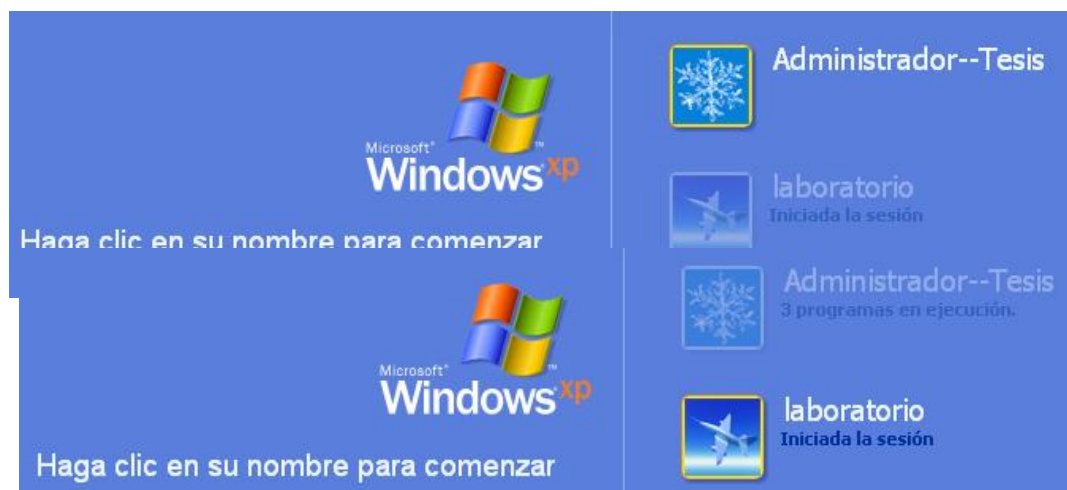 Administrador--Tesis
Microsoft®
Windows xp
laboratorio
Iniciada la sesión
Haga clic en su nombre para comenzar
Administrador--Tesis
3 programas en ejecución.
Microsoft®
Windows xp
laboratorio
Iniciada la sesión
Haga clic en su nombre para comenzar